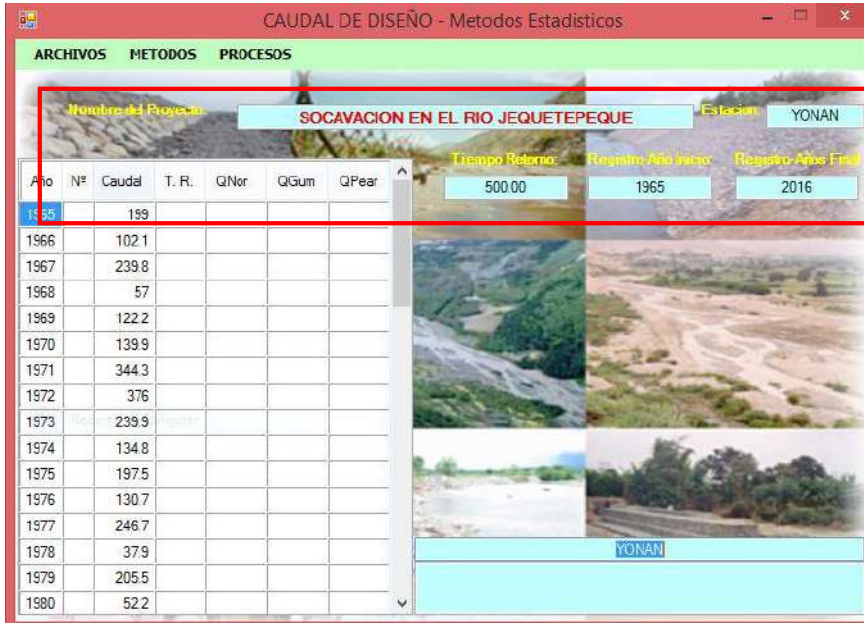 CAUDAL DE DISEÑO - Metodos Estadisticos
ARCHIVOS METODOS PROCESOS
Nombre del Proyecto: SOCAVACION EN EL RIO JEQUETEPEQUE Estacion: YONAN
Tiempo Retorno: Registro-Año Inicio: Registro-Años Final
500.00 1965 2016
Año Nº Caudal T. R. QNor QGum QPear
1965 199
1966 102.1
1967 239.8
1968 57
1969 122.2
1970 139.9
1971 344.3
1972 376
1973 239.9
1974 134.8
1975 197.5
1976 130.7
1977 246.7
1978 37.9
1979 205.5
1980 52.2
YONAN